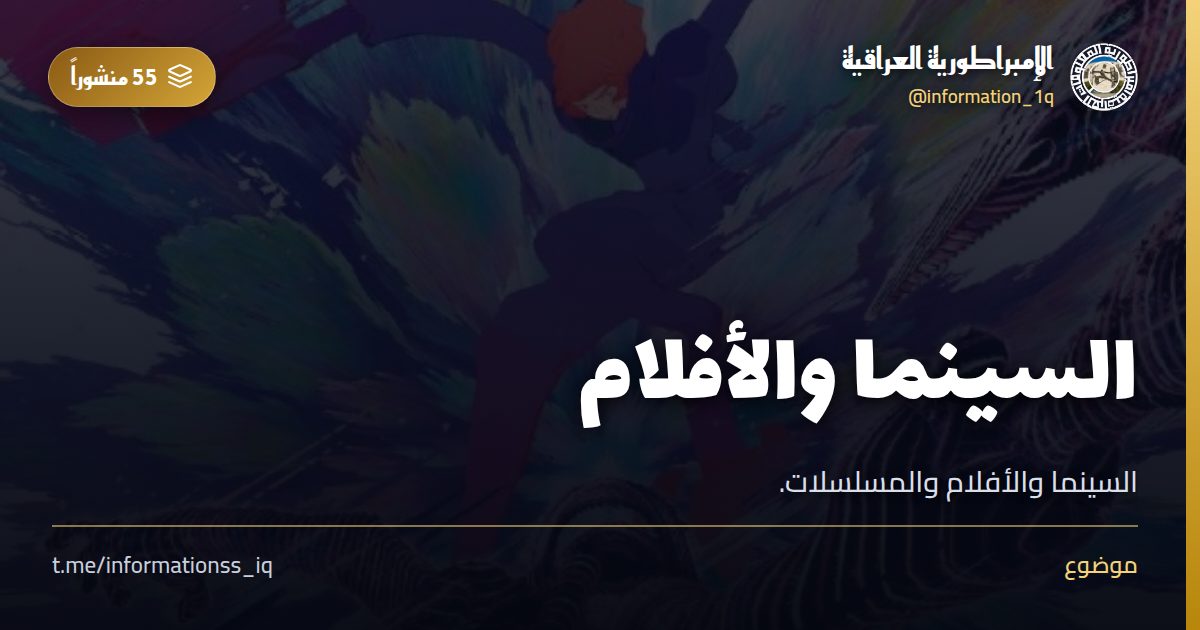 الإمبراطورية العراقية
@information_1q
55 منشوراً
السينما والأفلام
السينما والأفلام والمسلسلات.
موضوع
t.me/informationss_iq